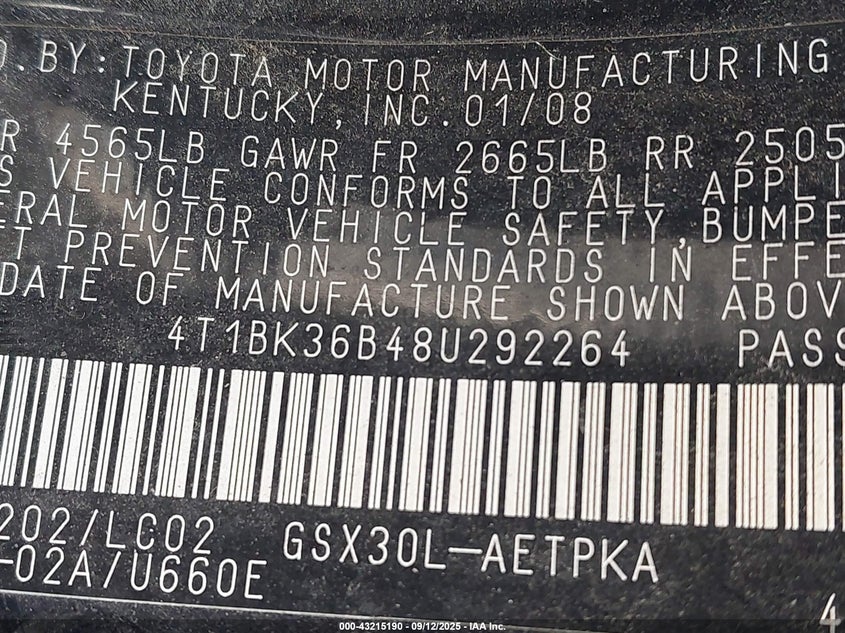 D.BY:TOYOTA MOTOR MANUFACTURING
KENTUCKY,INC.01/08
R 4565LB GAWR FR 2665LB RR 2505
S VEHICLE CONFORMS TO ALL APPLI
ERAL MOTOR VEHICLE SAFETY,BUMPE
FT PREVENTION STANDARDS IN EFFE
DATE OF MANUFACTURE SHOWN ABOV
4T1BK36B48U292264 PASS
202/LC02 GSX30L-AETPKA
-02A/U660E
4
000-43215190 - 09/12/2025 - IAA Inc.